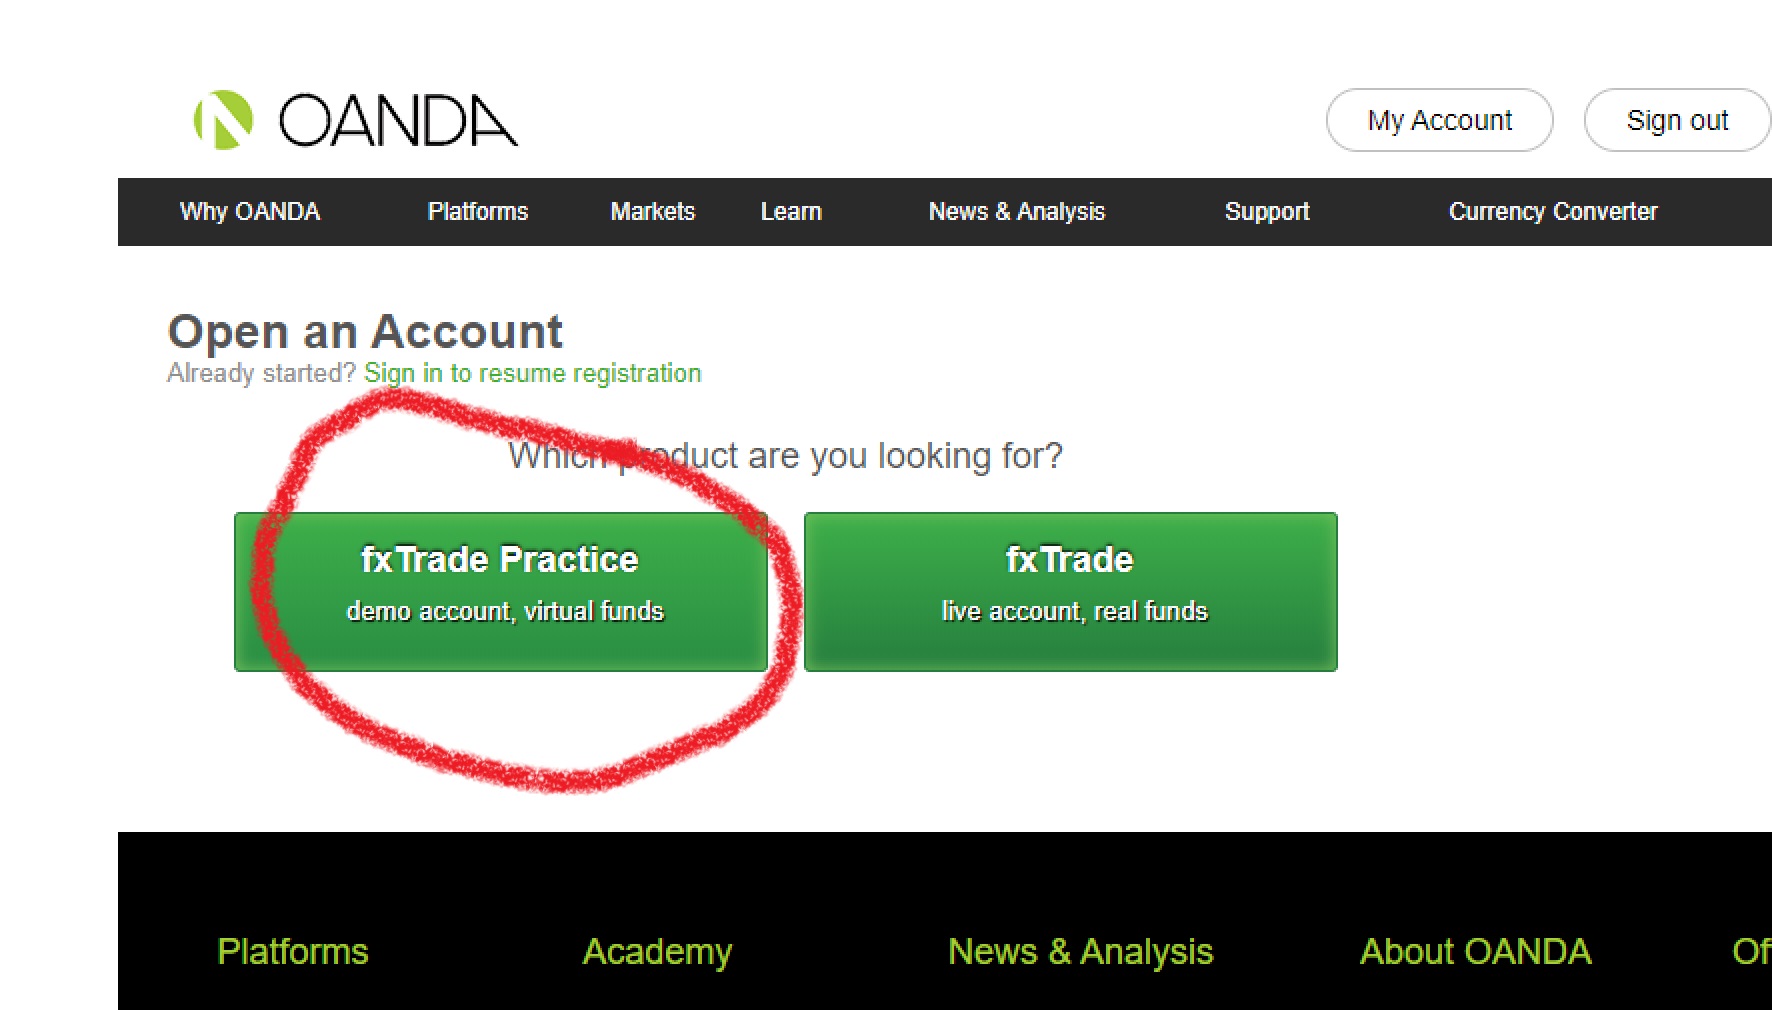 OANDA
My Account
Sign out
Why OANDA
Platforms
Markets
Learn
News & Analysis
Support
Currency Converter
Open an Account
Already started? Sign in to resume registration
Which product are you looking for?
fxTrade Practice
demo account, virtual funds
fxTrade
live account, real funds
Platforms
Academy
News & Analysis
About OANDA
Of